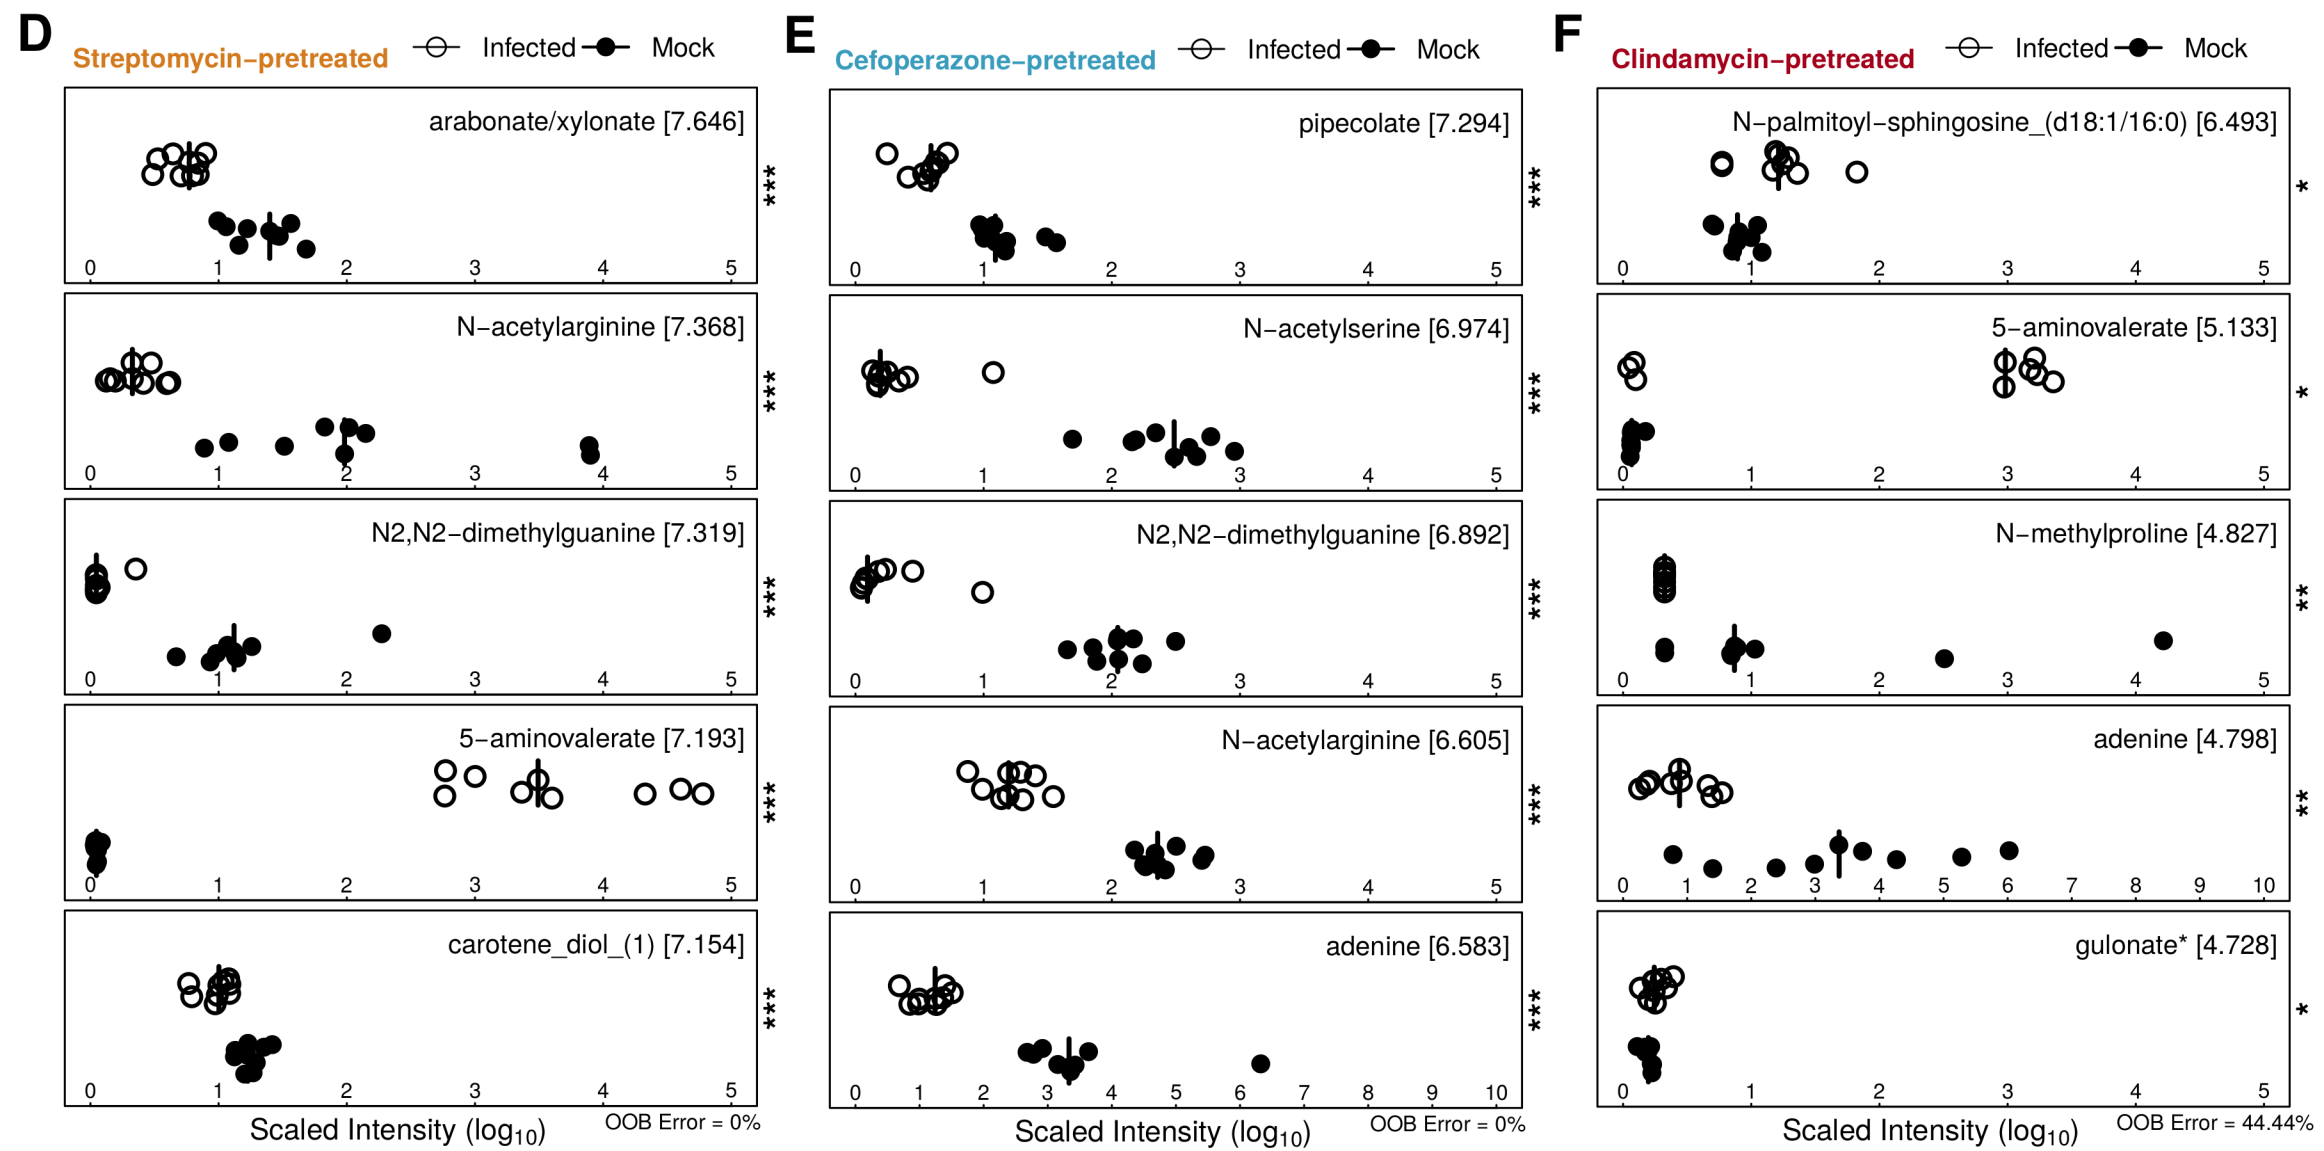 D
Streptomycin−pretreated
Infected
Mock
arabonate/xylonate [7.646]
***
0 1 2 3 4 5
N−acetylarginine [7.368]
***
0 1 2 3 4 5
N2,N2−dimethylguanine [7.319]
***
0 1 2 3 4 5
5−aminovalerate [7.193]
***
0 1 2 3 4 5
carotene_diol_(1) [7.154]
***
0 1 2 3 4 5
Scaled Intensity (log10)
OOB Error = 0%
E
Cefoperazone−pretreated
Infected
Mock
pipecolate [7.294]
***
0 1 2 3 4 5
N−acetylserine [6.974]
***
0 1 2 3 4 5
N2,N2−dimethylguanine [6.892]
***
0 1 2 3 4 5
N−acetylarginine [6.605]
***
0 1 2 3 4 5
adenine [6.583]
***
0 1 2 3 4 5 6 7 8 9 10
Scaled Intensity (log10)
OOB Error = 0%
F
Clindamycin−pretreated
Infected
Mock
N−palmitoyl−sphingosine_(d18:1/16:0) [6.493]
*
0 1 2 3 4 5
5−aminovalerate [5.133]
*
0 1 2 3 4 5
N−methylproline [4.827]
**
0 1 2 3 4 5
adenine [4.798]
**
0 1 2 3 4 5 6 7 8 9 10
gulonate* [4.728]
*
0 1 2 3 4 5
Scaled Intensity (log10)
OOB Error = 44.44%